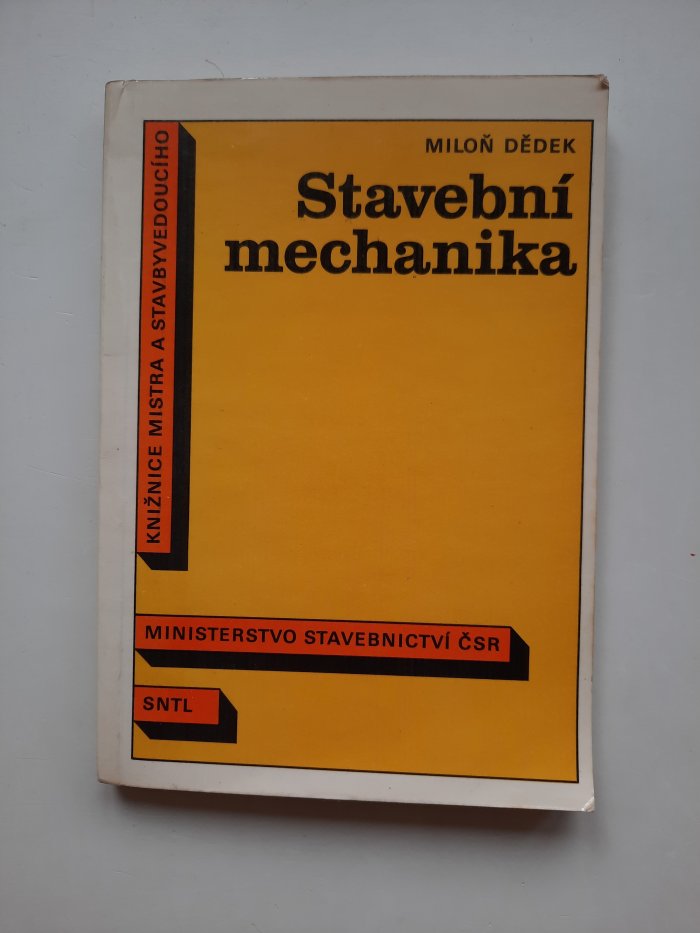 MILOŇ DĚDEK
Stavební
mechanika
KNIŽNICE MISTRA A STAVBYVEDOUCÍHO
MINISTERSTVO STAVEBNICTVÍ ČSR
SNTL